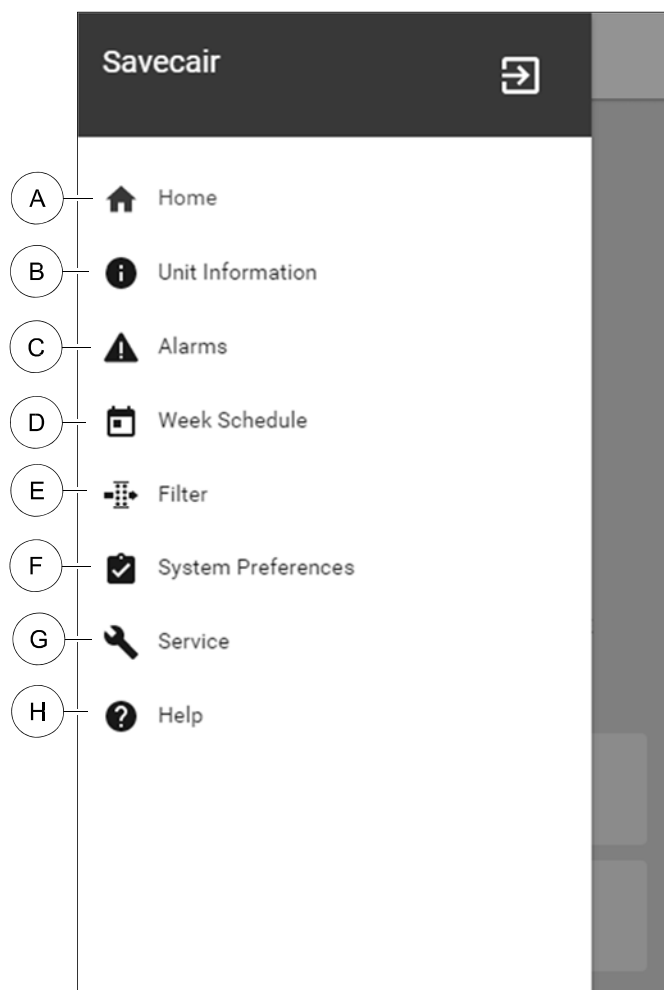 Savecair
A Home
B Unit Information
C Alarms
D Week Schedule
E Filter
F System Preferences
G Service
H Help